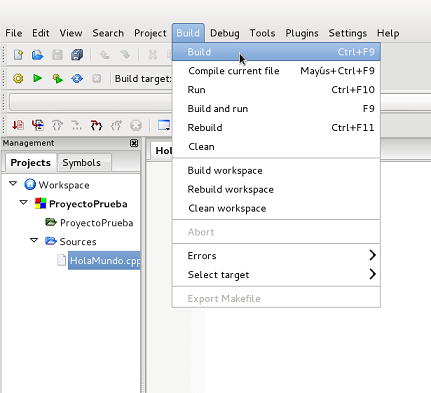 File Edit View Search Project Build Debug Tools Plugins Settings Help
Build Ctrl+F9
Compile current file Mayús+Ctrl+F9
Run Ctrl+F10
Build target:
Build and run F9
Rebuild Ctrl+F11
Clean
Management
Projects Symbols
Hol
Build workspace
Workspace
Rebuild workspace
ProyectoPrueba
Clean workspace
ProyectoPrueba
Abort
Sources
Errors
HolaMundo.cpp
Select target
Export Makefile